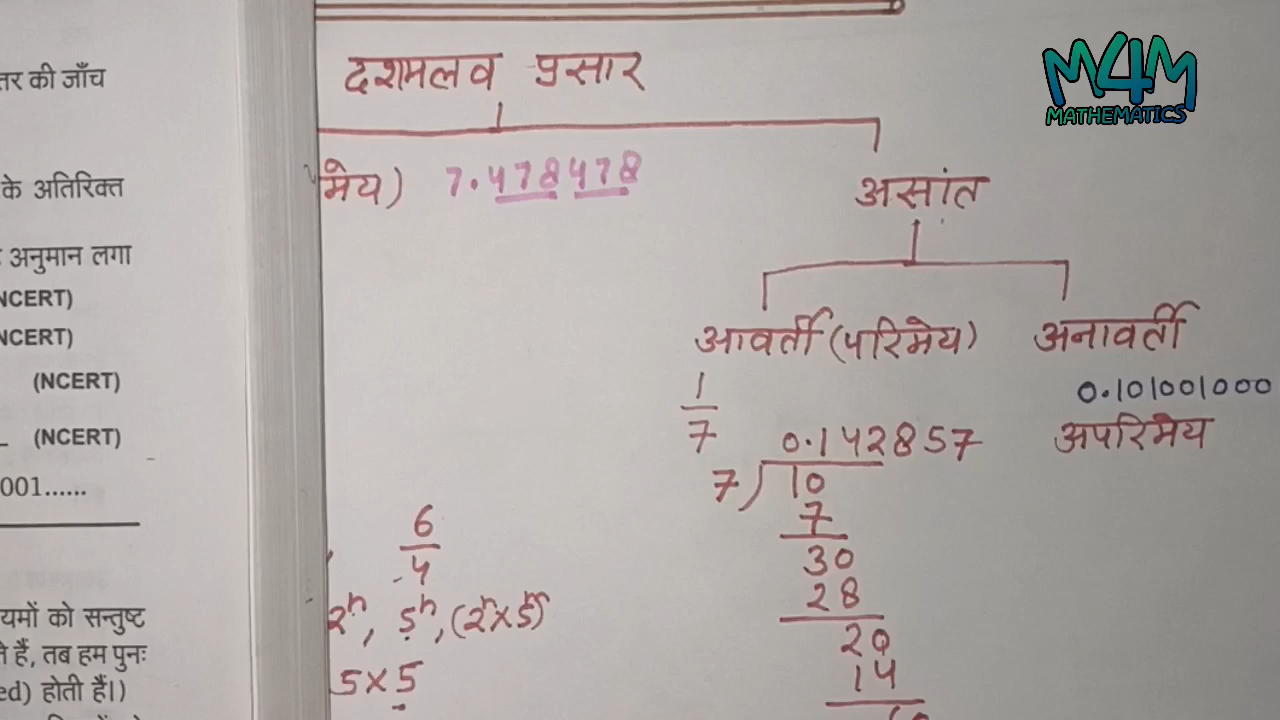 तर की जाँच
के अतिरिक्त
अनुमान लगा
NCERT)
NCERT)
(NCERT)
(NCERT)
001......
यमों को सन्तुष्ट
हैं, तब हम पुनः
ed) होती हैं।)
दशमलव प्रसार
मेय) 7.478478
असांत
आवर्ती (परिमेय) अनावर्ती
0.101001000
अपरिमेय
1
7
0.142857
7) 10
7
30
28
20
14
6
4
2ⁿ, 5ⁿ, (2ⁿ×5ⁿ)
5×5
M4M
MATHEMATICS